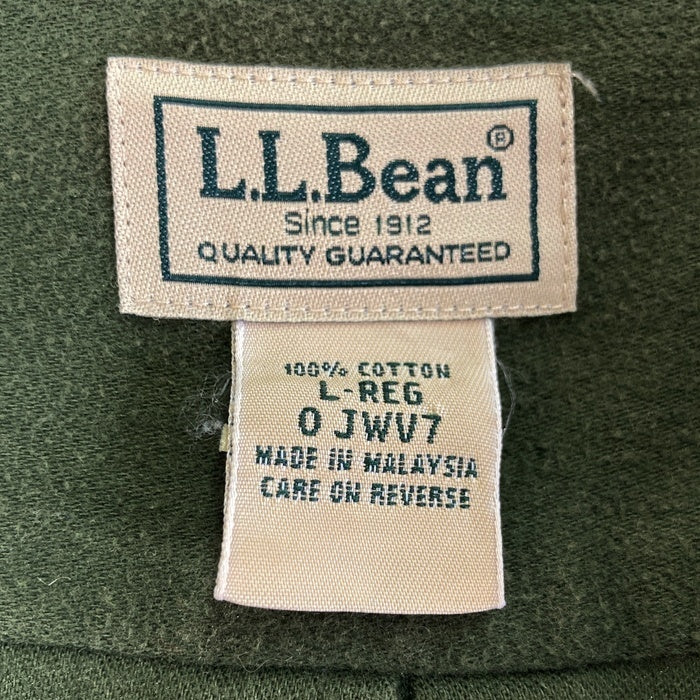 L.L.Bean®
Since 1912
QUALITY GUARANTEED
100% COTTON
L-REG
0 JWV7
MADE IN MALAYSIA
CARE ON REVERSE